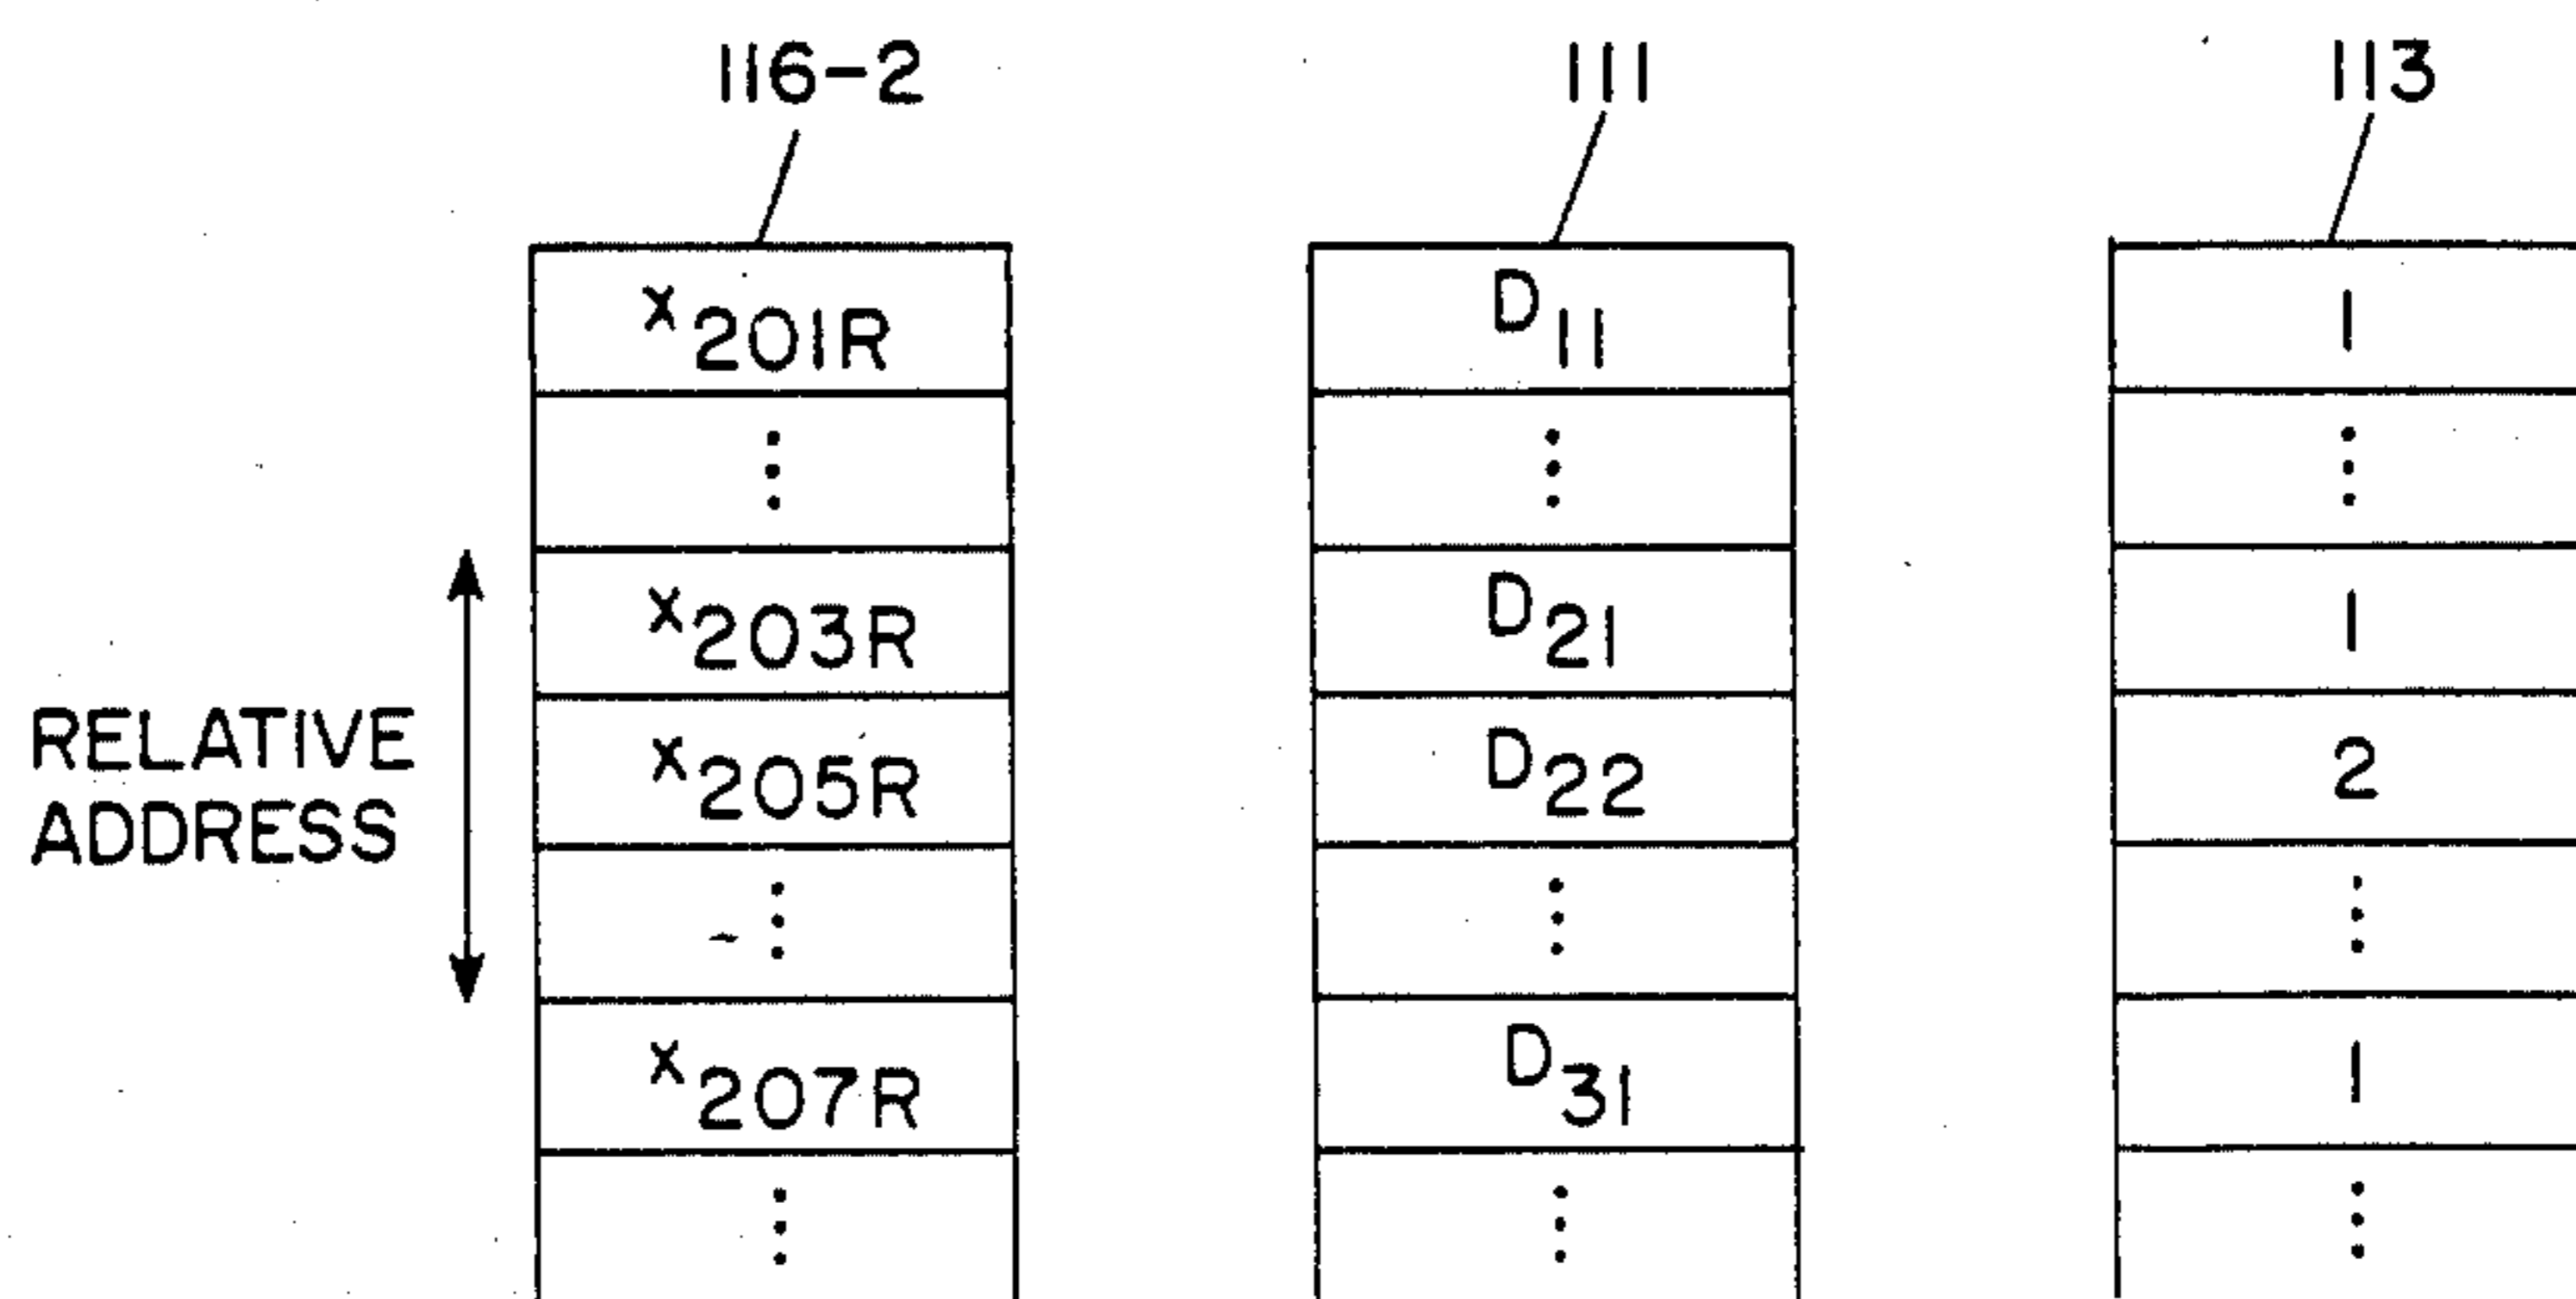 116-2 111 113
x201R D11 1
⋮ ⋮ ⋮
x203R D21 1
RELATIVE
ADDRESS
x205R D22 2
⋮ ⋮ ⋮
x207R D31 1
⋮ ⋮ ⋮